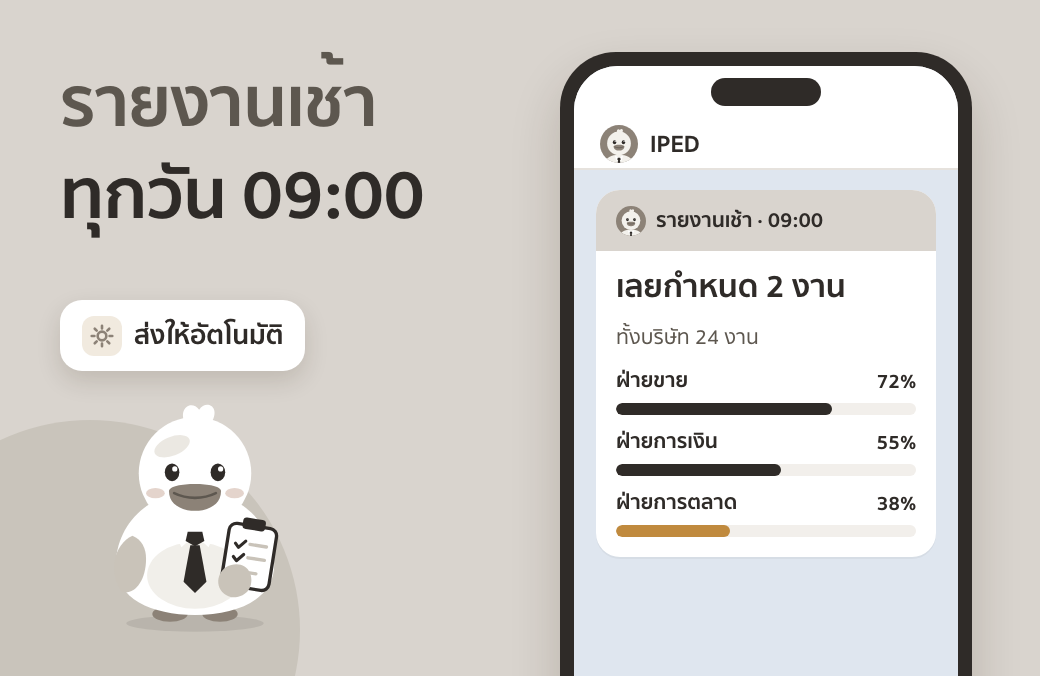 รายงานเช้า
ทุกวัน 09:00
ส่งให้อัตโนมัติ
IPED
รายงานเช้า · 09:00
เลยกำหนด 2 งาน
ทั้งบริษัท 24 งาน
ฝ่ายขาย 72%
ฝ่ายการเงิน 55%
ฝ่ายการตลาด 38%